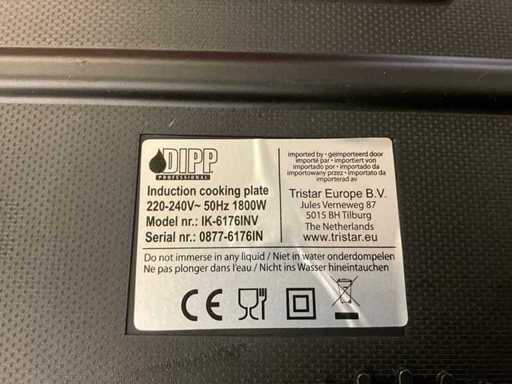 DIPP
PROFESSIONAL
Induction cooking plate
220-240V~ 50Hz 1800W
Model nr.: IK-6176INV
Serial nr.: 0877-6176IN
imported by • geïmporteerd door
importé par • importiert von
importado por • importado da
importowany przez • importato da
importerad av
Tristar Europe B.V.
Jules Verneweg 87
5015 BH Tilburg
The Netherlands
www.tristar.eu
Do not immerse in any liquid / Niet in water onderdompelen
Ne pas plonger dans l'eau / Nicht ins Wasser hineintauchen
CE